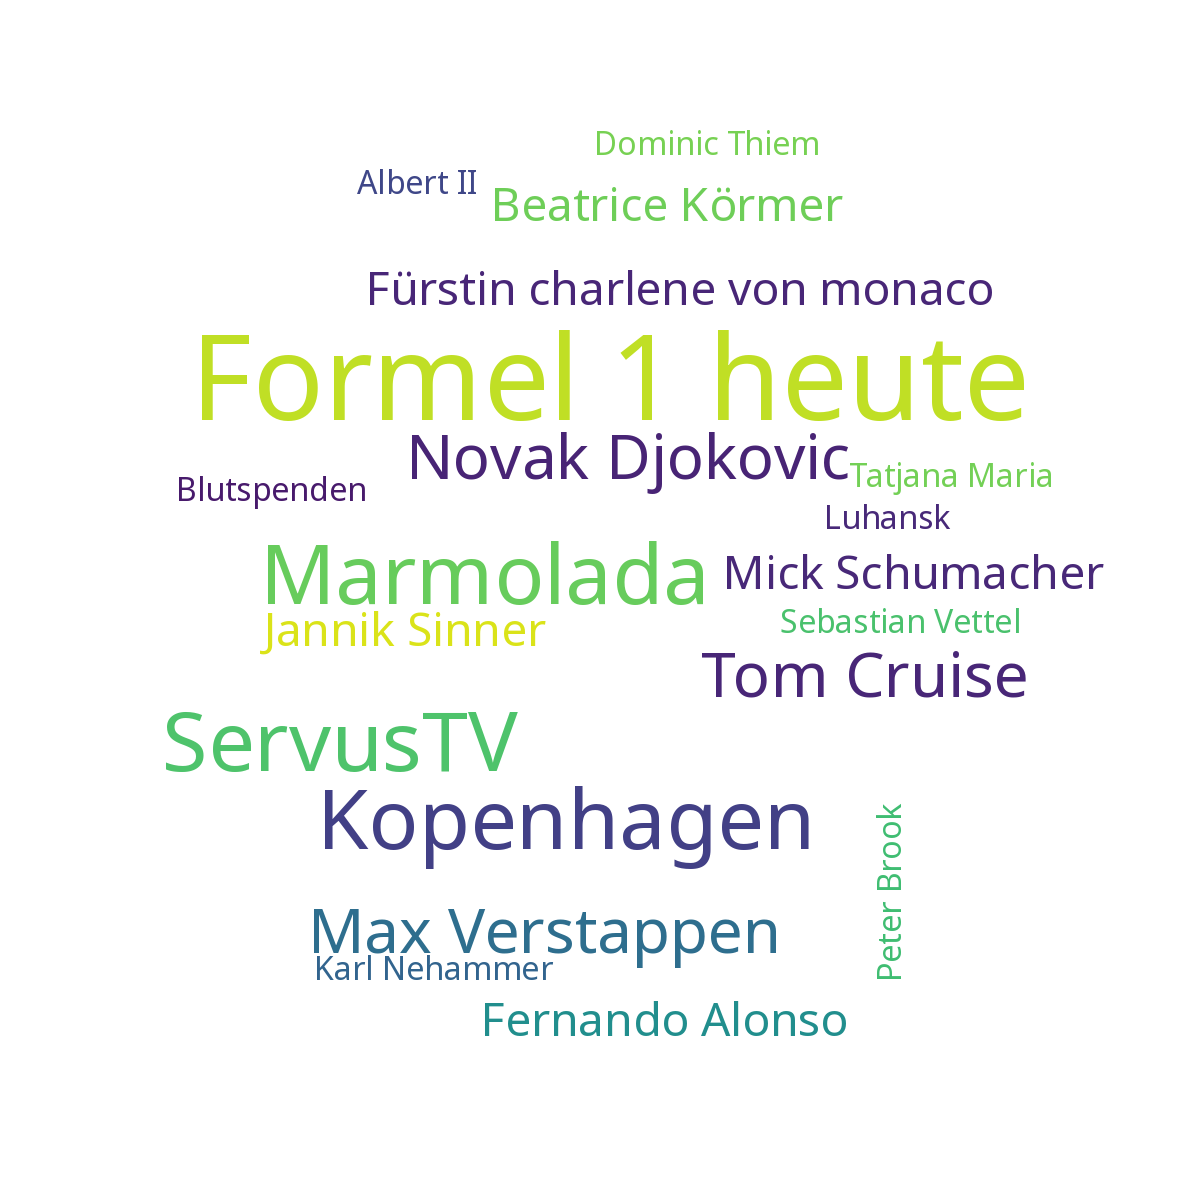 Dominic Thiem
Albert II
Beatrice Körmer
Fürstin charlene von monaco
Formel 1 heute
Novak Djokovic
Tatjana Maria
Blutspenden
Luhansk
Marmolada
Mick Schumacher
Jannik Sinner
Sebastian Vettel
Tom Cruise
ServusTV
Kopenhagen
Peter Brook
Max Verstappen
Karl Nehammer
Fernando Alonso